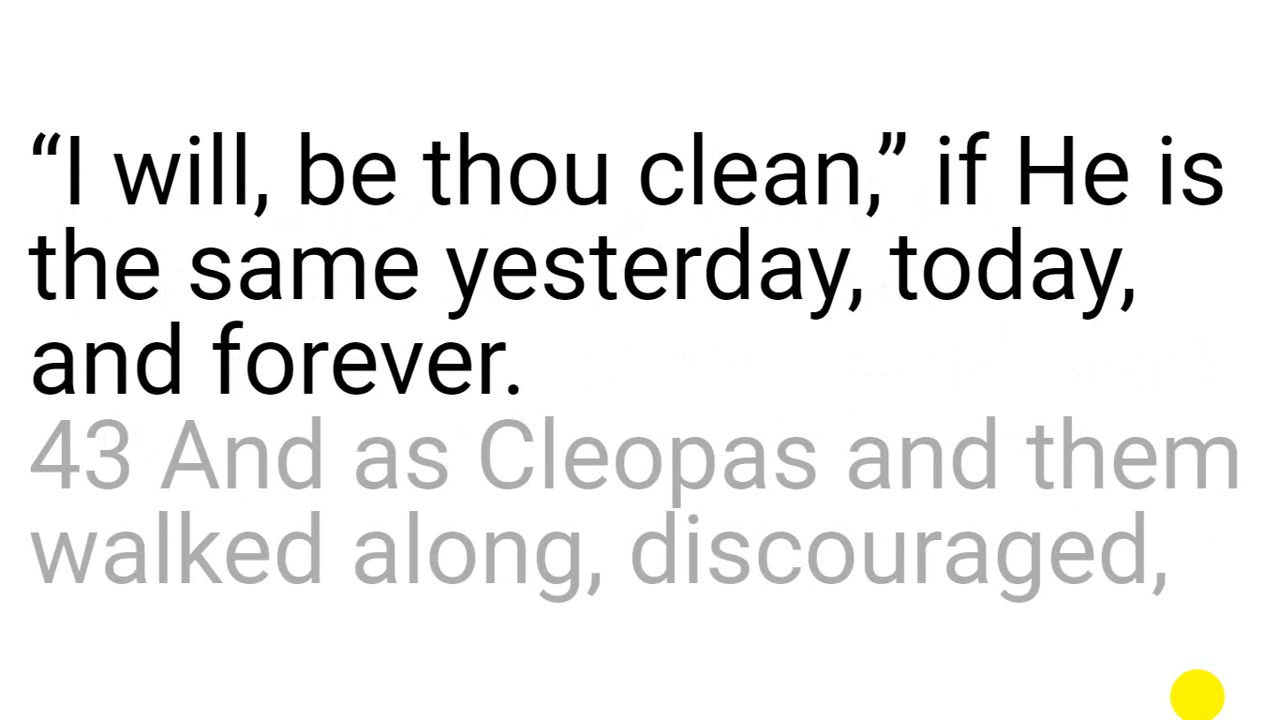 “I will, be thou clean,” if He is
the same yesterday, today,
and forever.
43 And as Cleopas and them
walked along, discouraged,